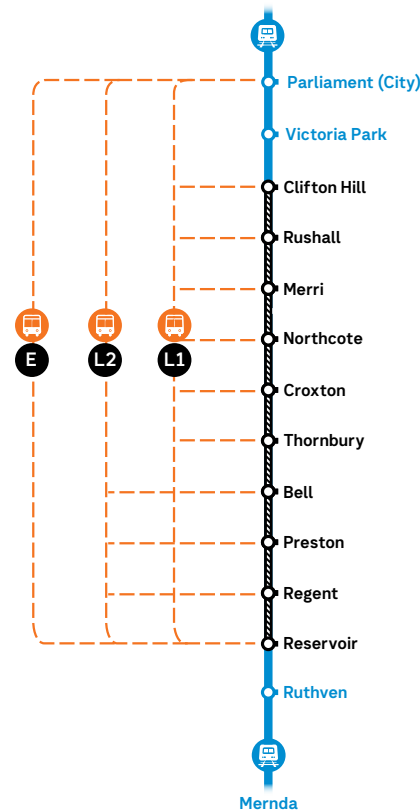 Parliament (City)
Victoria Park
Clifton Hill
Rushall
Merri
Northcote
E
L2
L1
Croxton
Thornbury
Bell
Preston
Regent
Reservoir
Ruthven
Mernda